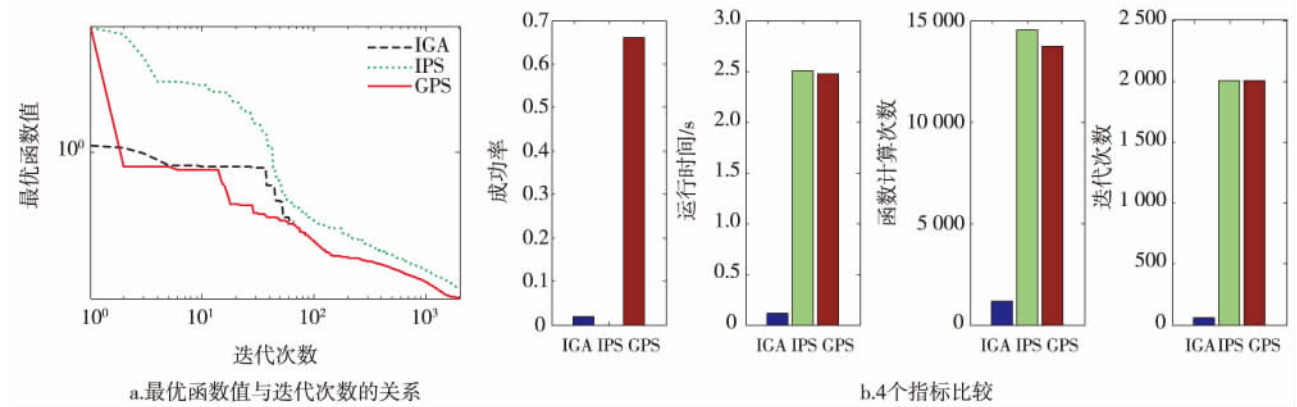 IGA
IPS
GPS
最优函数值
10⁰
10⁰ 10¹ 10² 10³
迭代次数
a.最优函数值与迭代次数的关系
成功率
0.7
0.6
0.5
0.4
0.3
0.2
0.1
0
IGA IPS GPS
运行时间/s
3.0
2.5
2.0
1.5
1.0
0.5
0
IGA IPS GPS
函数计算次数
15 000
10 000
5 000
0
IGA IPS GPS
迭代次数
2 500
2 000
1 500
1 000
500
0
IGA IPS GPS
b.4个指标比较